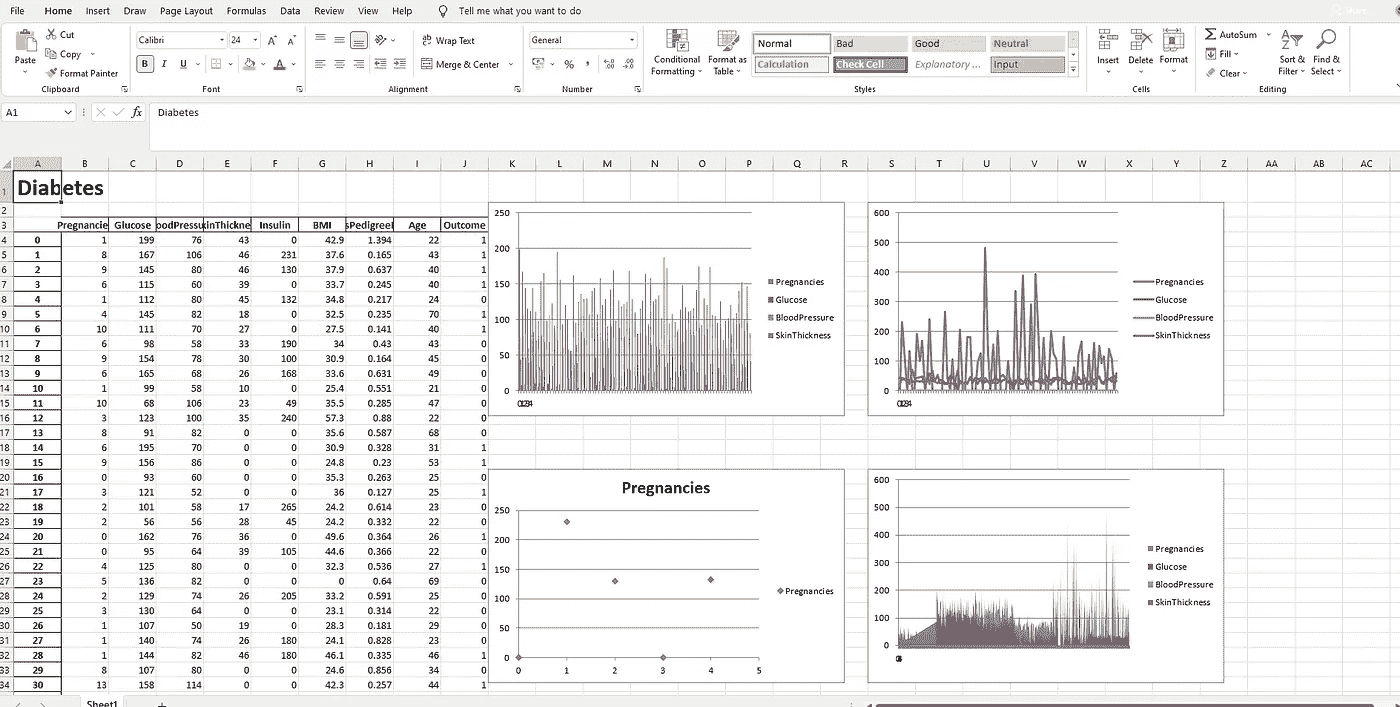 File Home Insert Draw Page Layout Formulas Data Review View Help Tell me what you want to do
Paste Cut Copy Format Painter Clipboard
Calibri 24 A A B I U A Font
Wrap Text Merge & Center Alignment
General % Number
Conditional Formatting Format as Table Normal Bad Good Neutral Calculation Check Cell Explanatory ... Input Styles
Insert Delete Format Cells
AutoSum Fill Clear Sort & Filter Find & Select Editing
A1 fx Diabetes
A B C D E F G H I J K L M N O P Q R S T U V W X Y Z AA AB AC
1 Diabetes
2
3 Pregnancie Glucose oodPressu kinThickne Insulin BMI sPedigreeF Age Outcome
4 0 1 199 76 43 0 42.9 1.394 22 1
5 1 8 167 106 46 231 37.6 0.165 43 1
6 2 9 145 80 46 130 37.9 0.637 40 1
7 3 6 115 60 39 0 33.7 0.245 40 1
8 4 1 112 80 45 132 34.8 0.217 24 0
9 5 4 145 82 18 0 32.5 0.235 70 1
10 6 10 111 70 27 0 27.5 0.141 40 1
11 7 6 98 58 33 190 34 0.43 43 0
12 8 9 154 78 30 100 30.9 0.164 45 0
13 9 6 165 68 26 168 33.6 0.631 49 0
14 10 1 99 58 10 0 25.4 0.551 21 0
15 11 10 68 106 23 49 35.5 0.285 47 0
16 12 3 123 100 35 240 57.3 0.88 22 0
17 13 8 91 82 0 0 35.6 0.587 68 0
18 14 6 195 70 0 0 30.9 0.328 31 1
19 15 9 156 86 0 0 24.8 0.23 53 1
20 16 0 93 60 0 0 35.3 0.263 25 0
21 17 3 121 52 0 0 36 0.127 25 1
22 18 2 101 58 17 265 24.2 0.614 23 0
23 19 2 56 56 28 45 24.2 0.332 22 0
24 20 0 162 76 36 0 49.6 0.364 26 1
25 21 0 95 64 39 105 44.6 0.366 22 0
26 22 4 125 80 0 0 32.3 0.536 27 1
27 23 5 136 82 0 0 0 0.64 69 0
28 24 2 129 74 26 205 33.2 0.591 25 0
29 25 3 130 64 0 0 23.1 0.314 22 0
30 26 1 107 50 19 0 28.3 0.181 29 0
31 27 1 140 74 26 180 24.1 0.828 23 0
32 28 1 144 82 46 180 46.1 0.335 46 1
33 29 8 107 80 0 0 24.6 0.856 34 0
34 30 13 158 114 0 0 42.3 0.257 44 1
250
200
150
100
50
0
Pregnancies
Glucose
BloodPressure
SkinThickness
600
500
400
300
200
100
0
Pregnancies
Glucose
BloodPressure
SkinThickness
Pregnancies
250
200
150
100
50
0
0 1 2 3 4 5
Pregnancies
600
500
400
300
200
100
0
Pregnancies
Glucose
BloodPressure
SkinThickness
Sheet1